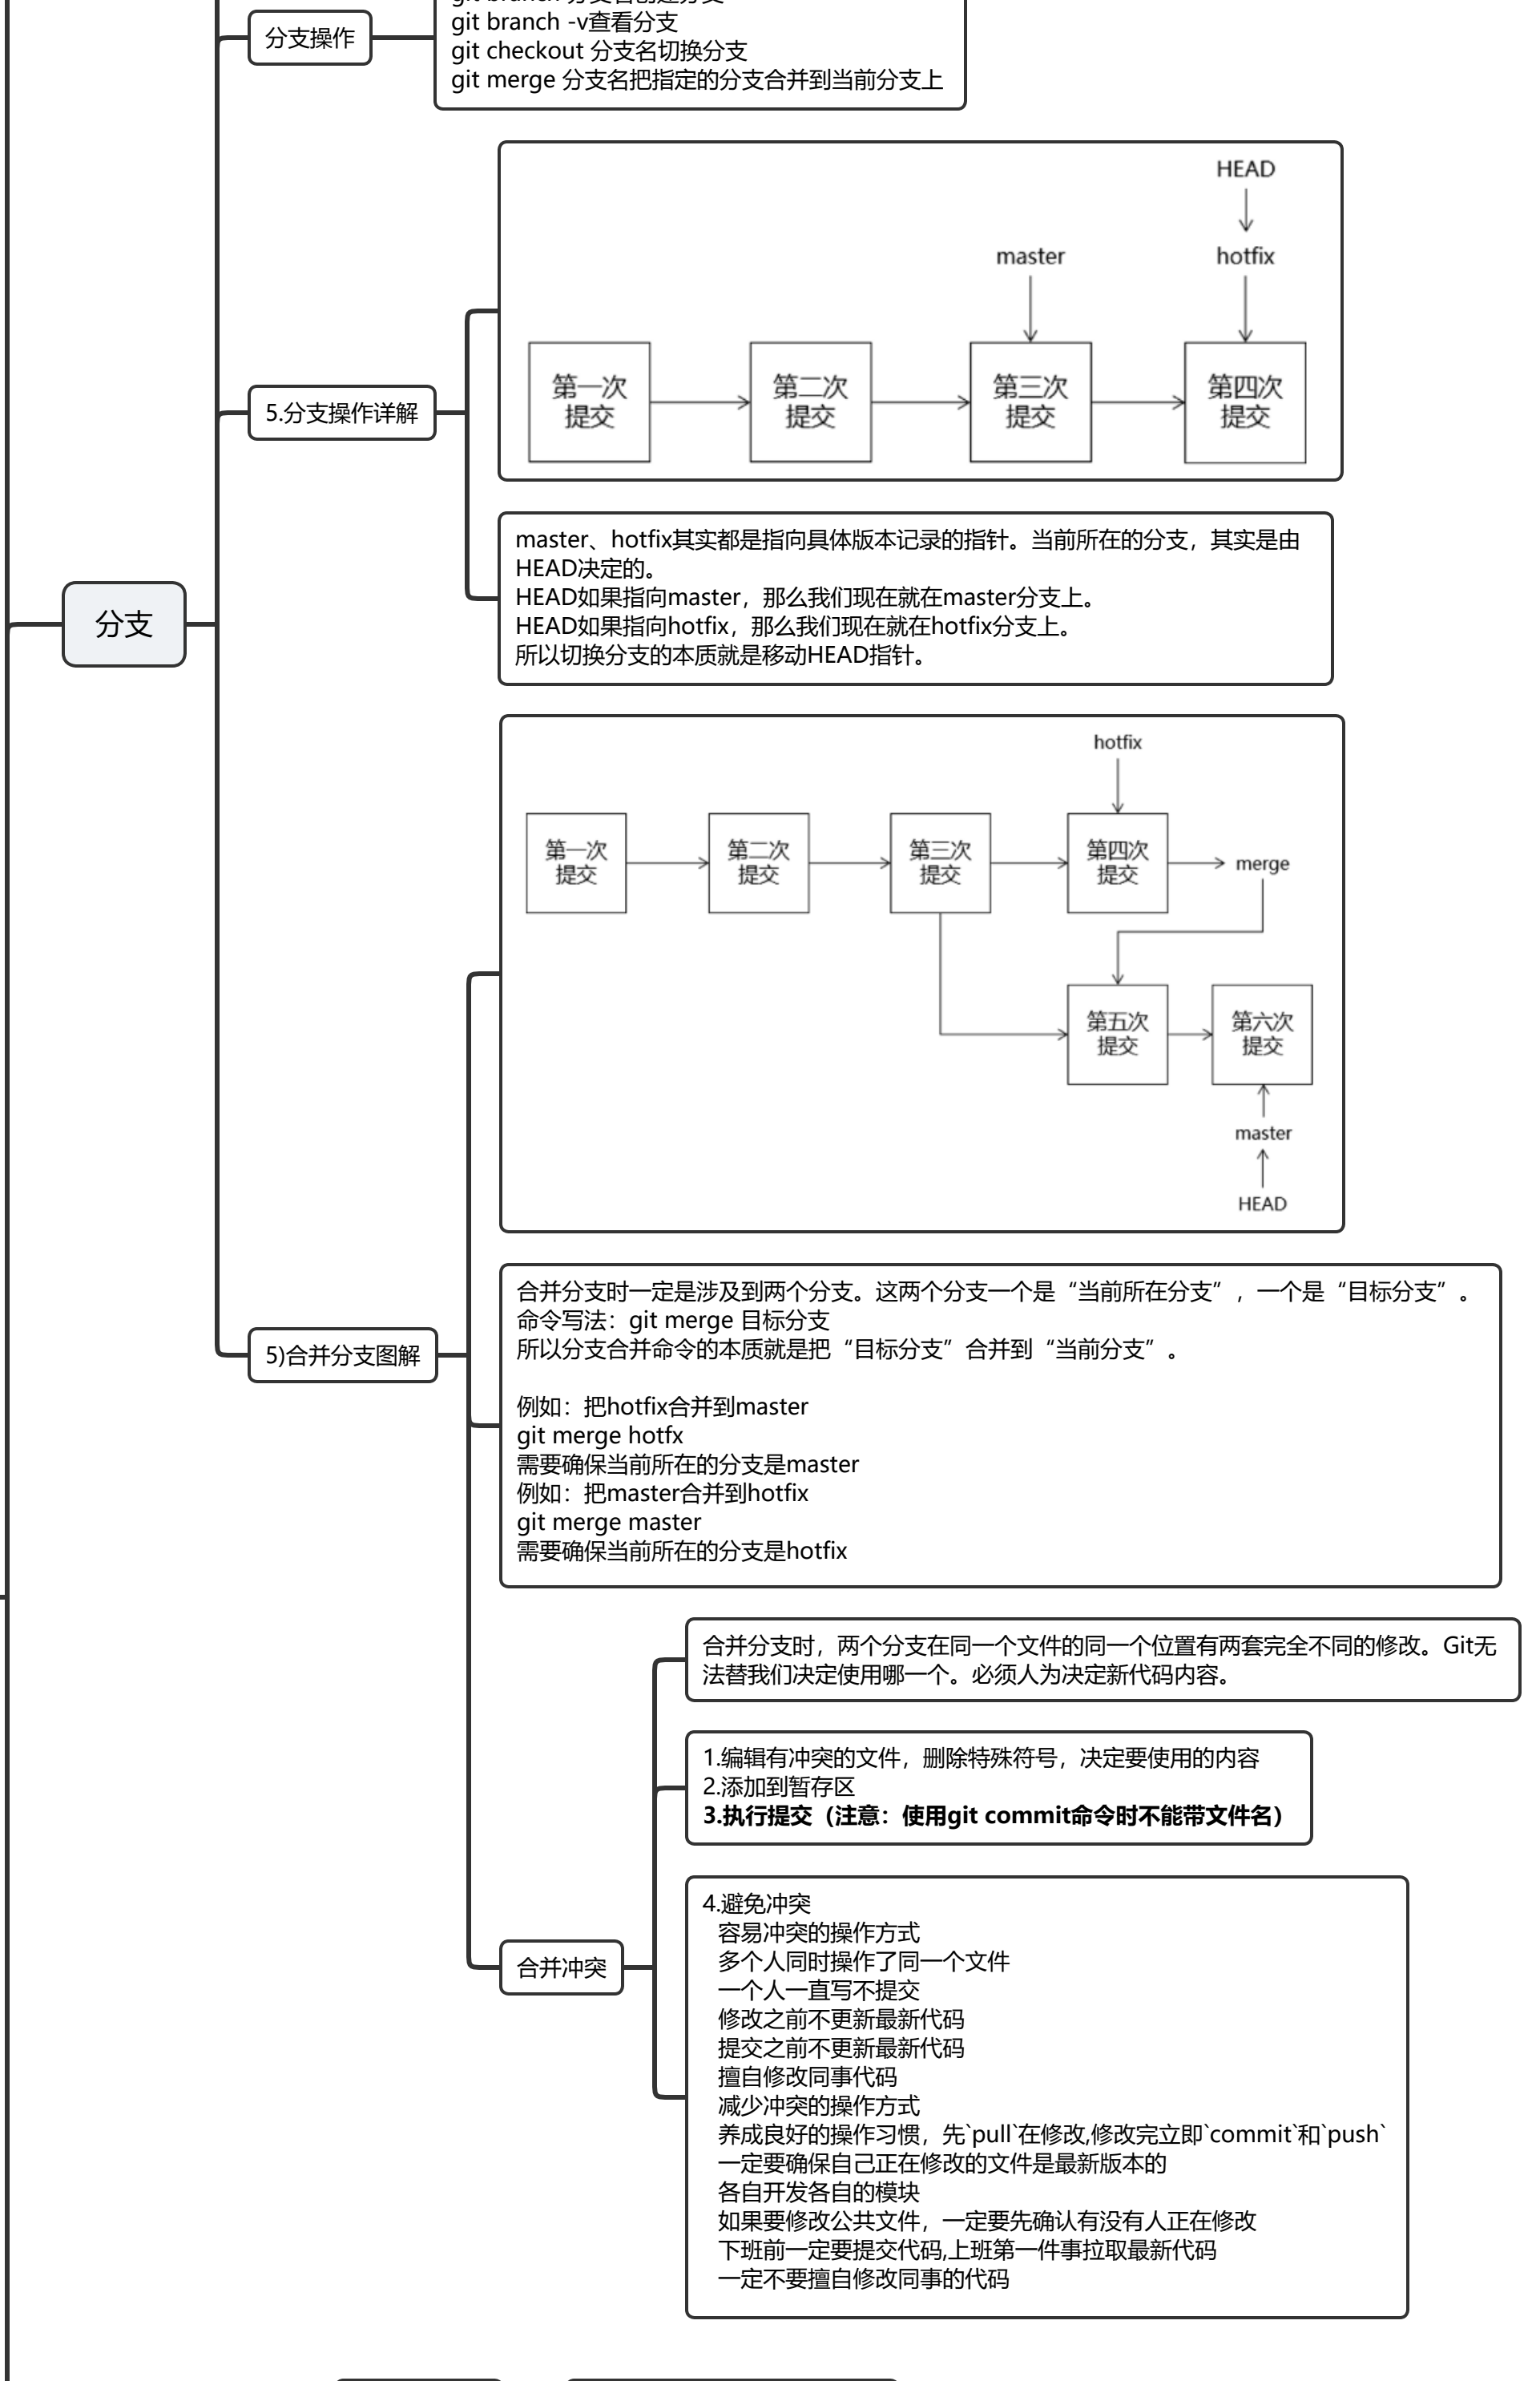 分支
分支操作
git branch 分支名创建分支
git branch -v查看分支
git checkout 分支名切换分支
git merge 分支名把指定的分支合并到当前分支上
5.分支操作详解
HEAD
master
hotfix
第一次
提交
第二次
提交
第三次
提交
第四次
提交
master、hotfix其实都是指向具体版本记录的指针。当前所在的分支，其实是由
HEAD决定的。
HEAD如果指向master，那么我们现在就在master分支上。
HEAD如果指向hotfix，那么我们现在就在hotfix分支上。
所以切换分支的本质就是移动HEAD指针。
5)合并分支图解
hotfix
第一次
提交
第二次
提交
第三次
提交
第四次
提交
merge
第五次
提交
第六次
提交
master
HEAD
合并分支时一定是涉及到两个分支。这两个分支一个是“当前所在分支”，一个是“目标分支”。
命令写法：git merge 目标分支
所以分支合并命令的本质就是把“目标分支”合并到“当前分支”。
例如：把hotfix合并到master
git merge hotfx
需要确保当前所在的分支是master
例如：把master合并到hotfix
git merge master
需要确保当前所在的分支是hotfix
合并冲突
合并分支时，两个分支在同一个文件的同一个位置有两套完全不同的修改。Git无
法替我们决定使用哪一个。必须人为决定新代码内容。
1.编辑有冲突的文件，删除特殊符号，决定要使用的内容
2.添加到暂存区
3.执行提交（注意：使用git commit命令时不能带文件名）
4.避免冲突
容易冲突的操作方式
多个人同时操作了同一个文件
一个人一直写不提交
修改之前不更新最新代码
提交之前不更新最新代码
擅自修改同事代码
减少冲突的操作方式
养成良好的操作习惯，先`pull`在修改,修改完立即`commit`和`push`
一定要确保自己正在修改的文件是最新版本的
各自开发各自的模块
如果要修改公共文件，一定要先确认有没有人正在修改
下班前一定要提交代码,上班第一件事拉取最新代码
一定不要擅自修改同事的代码